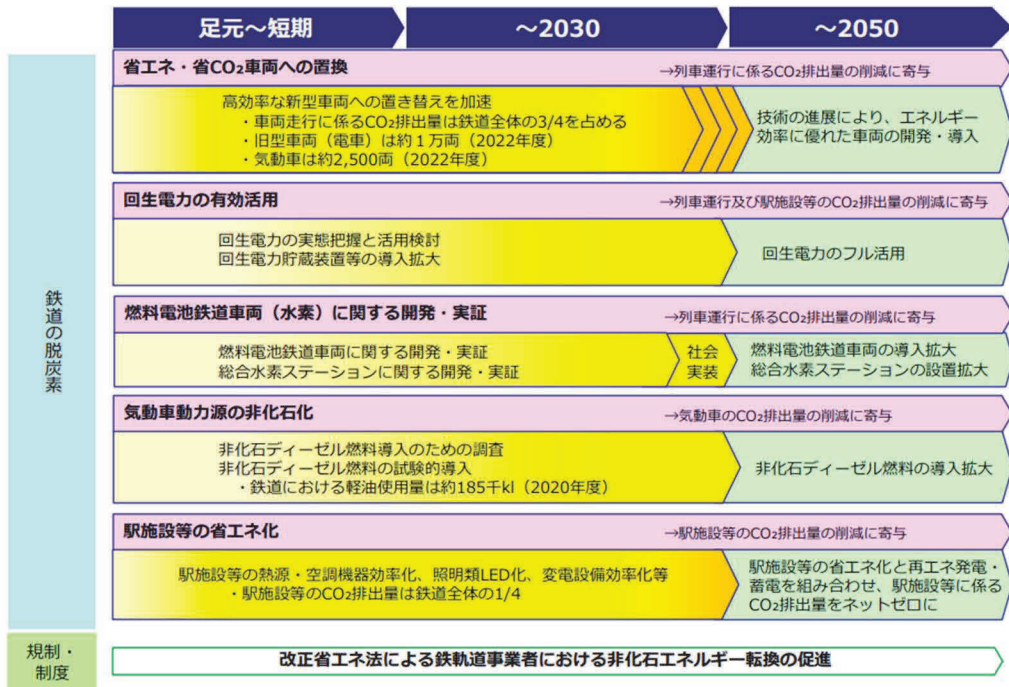 足元～短期
～2030
～2050
鉄道の脱炭素
省エネ・省CO₂車両への置換
→列車運行に係るCO₂排出量の削減に寄与
高効率な新型車両への置き替えを加速
・車両走行に係るCO₂排出量は鉄道全体の3/4を占める
・旧型車両（電車）は約１万両（2022年度）
・気動車は約2,500両（2022年度）
技術の進展により、エネルギー
効率に優れた車両の開発・導入
回生電力の有効活用
→列車運行及び駅施設等のCO₂排出量の削減に寄与
回生電力の実態把握と活用検討
回生電力貯蔵装置等の導入拡大
回生電力のフル活用
燃料電池鉄道車両（水素）に関する開発・実証
→列車運行に係るCO₂排出量の削減に寄与
燃料電池鉄道車両に関する開発・実証
総合水素ステーションに関する開発・実証
社会
実装
燃料電池鉄道車両の導入拡大
総合水素ステーションの設置拡大
気動車動力源の非化石化
→気動車のCO₂排出量の削減に寄与
非化石ディーゼル燃料導入のための調査
非化石ディーゼル燃料の試験的導入
・鉄道における軽油使用量は約185千kl（2020年度）
非化石ディーゼル燃料の導入拡大
駅施設等の省エネ化
→駅施設等のCO₂排出量の削減に寄与
駅施設等の熱源・空調機器効率化、照明類LED化、変電設備効率化等
・駅施設等のCO₂排出量は鉄道全体の1/4
駅施設等の省エネ化と再エネ発電・
蓄電を組み合わせ、駅施設等に係る
CO₂排出量をネットゼロに
規制・
制度
改正省エネ法による鉄軌道事業者における非化石エネルギー転換の促進